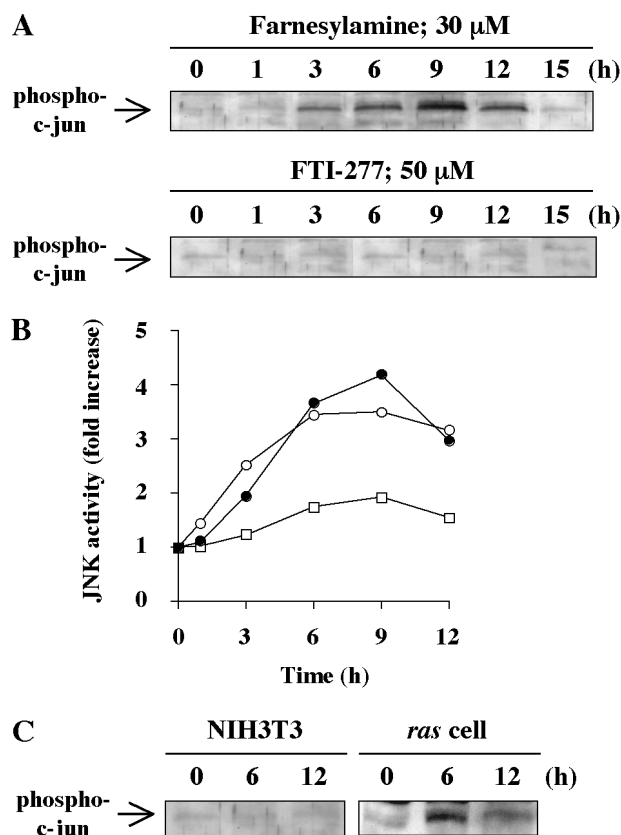 A
Farnesylamine; 30 μM
0 1 3 6 9 12 15 (h)
phospho-
c-jun
FTI-277; 50 μM
0 1 3 6 9 12 15 (h)
phospho-
c-jun
B
JNK activity (fold increase)
5
4
3
2
1
0
0 3 6 9 12
Time (h)
C
NIH3T3 ras cell
0 6 12 0 6 12 (h)
phospho-
c-jun